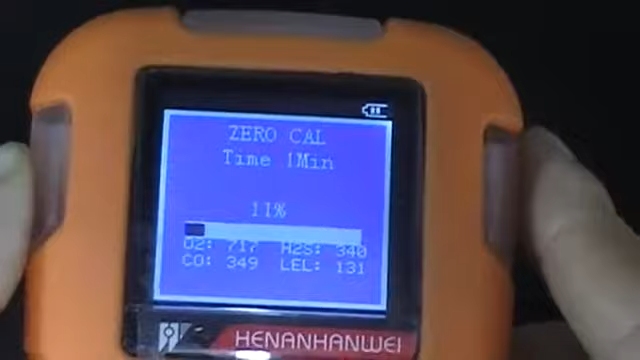 ZERO CAL
Time 1Min
11%
O2: 717 H2S: 340
CO: 349 LEL: 131
HENANHANWEI